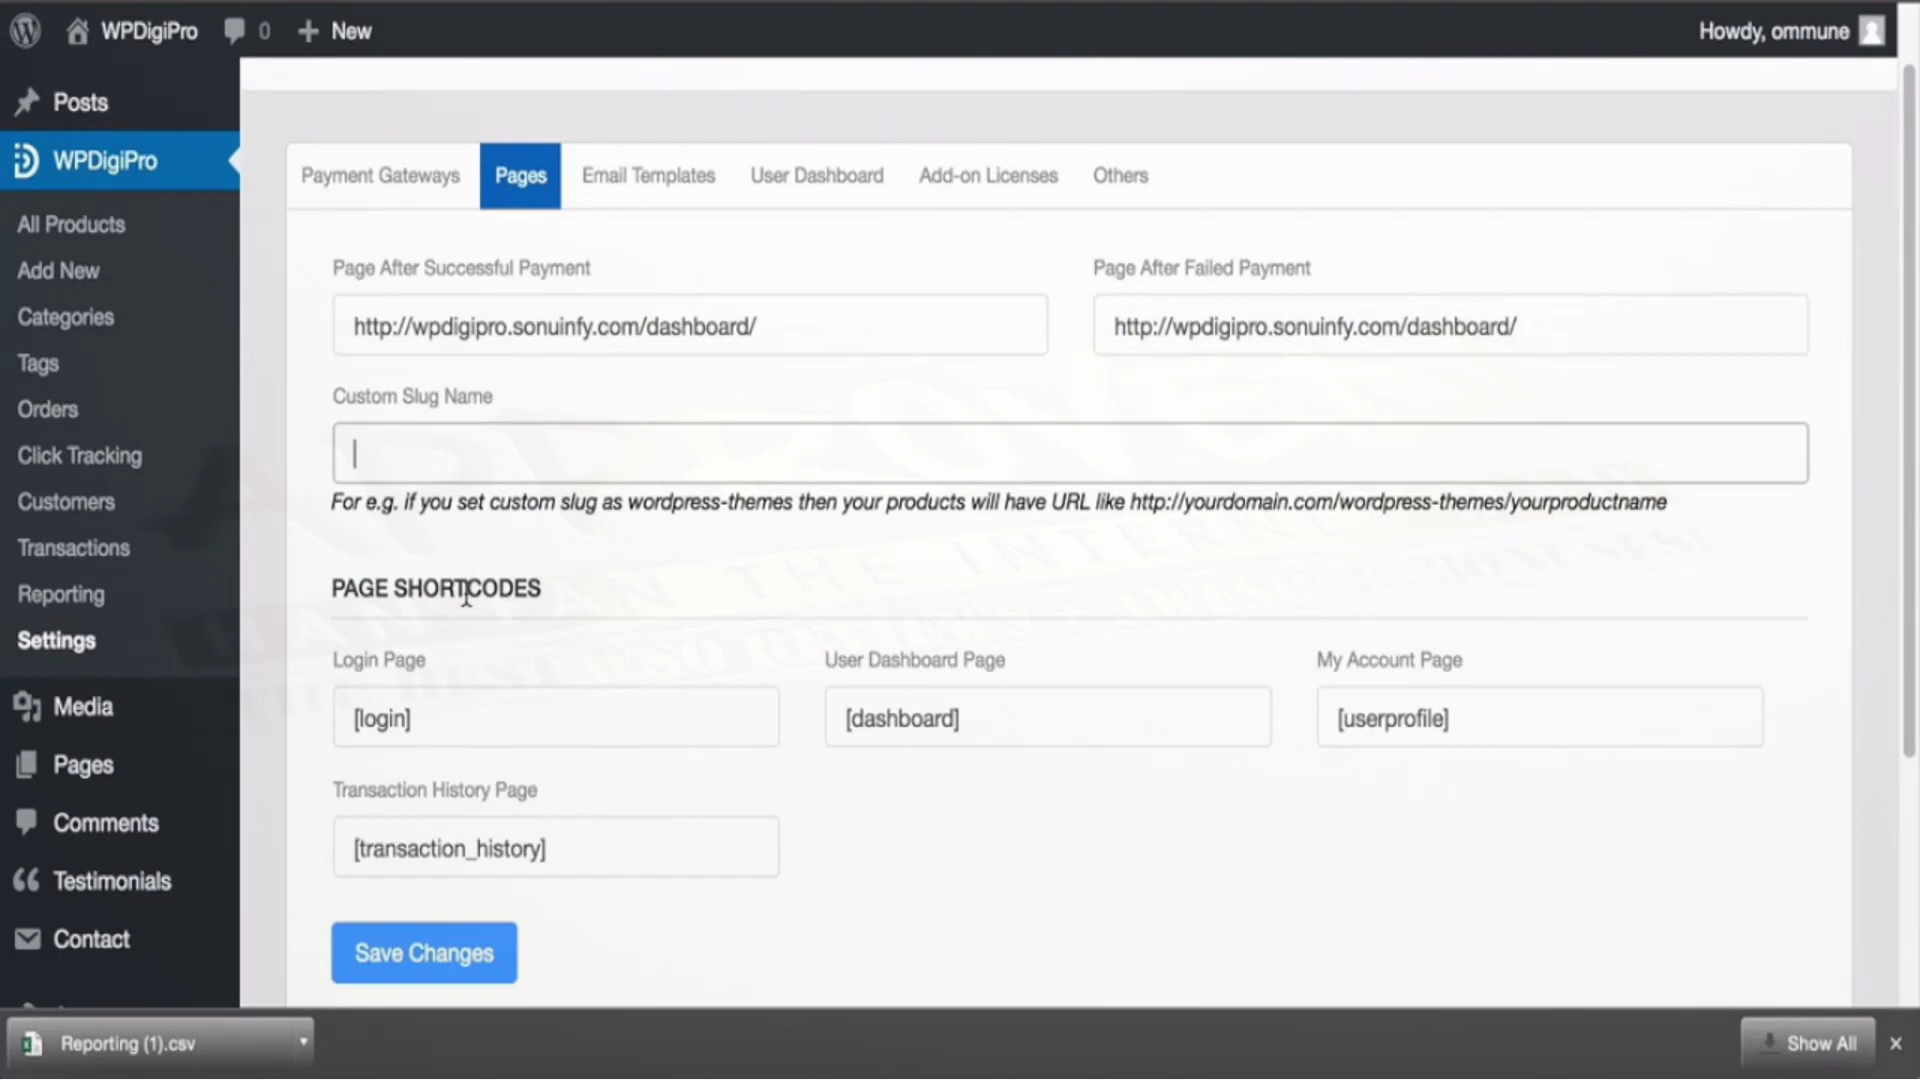 WPDigiPro 0 New Howdy, ommune
Posts
WPDigiPro
All Products
Add New
Categories
Tags
Orders
Click Tracking
Customers
Transactions
Reporting
Settings
Media
Pages
Comments
Testimonials
Contact
Payment Gateways Pages Email Templates User Dashboard Add-on Licenses Others
Page After Successful Payment Page After Failed Payment
http://wpdigipro.sonuinfy.com/dashboard/ http://wpdigipro.sonuinfy.com/dashboard/
Custom Slug Name
For e.g. if you set custom slug as wordpress-themes then your products will have URL like http://yourdomain.com/wordpress-themes/yourproductname
PAGE SHORTCODES
Login Page User Dashboard Page My Account Page
[login] [dashboard] [userprofile]
Transaction History Page
[transaction_history]
Save Changes
Reporting (1).csv Show All